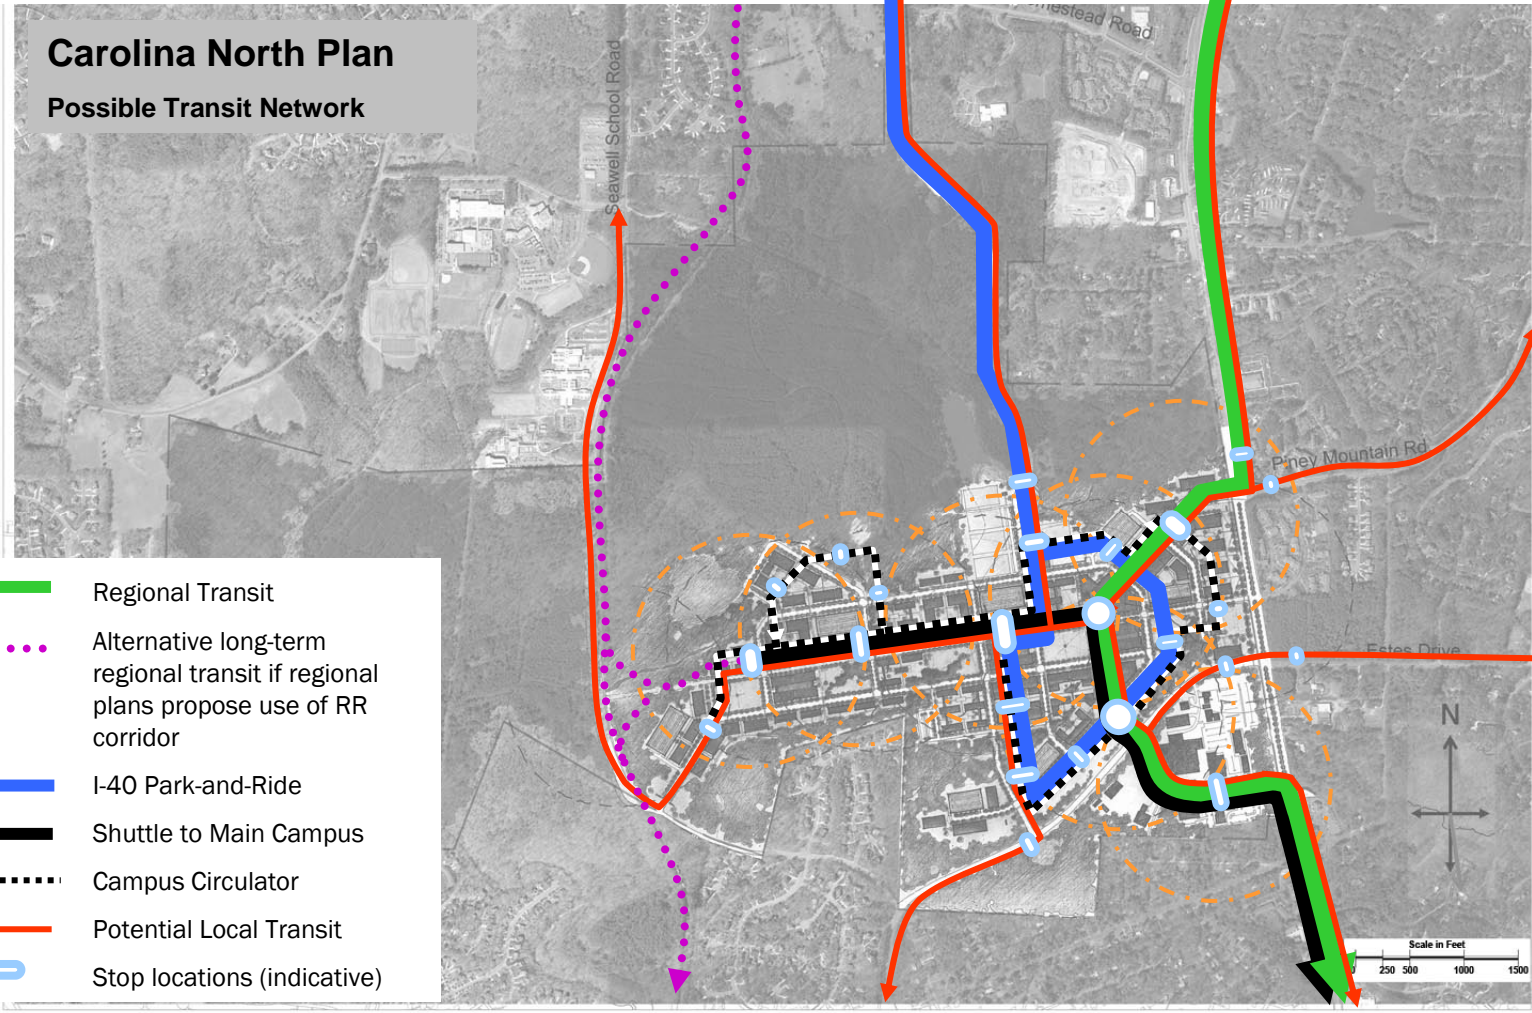 Carolina North Plan
Possible Transit Network
Seawell School Road
mestead Road
Piney Mountain Rd
Estes Drive
Regional Transit
Alternative long-term
regional transit if regional
plans propose use of RR
corridor
I-40 Park-and-Ride
Shuttle to Main Campus
Campus Circulator
Potential Local Transit
Stop locations (indicative)
N
Scale in Feet
250 500 1000 1500